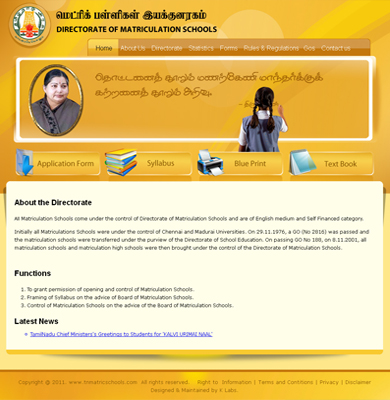 மெட்ரிக் பள்ளிகள் இயக்குனரகம்
DIRECTORATE OF MATRICULATION SCHOOLS
Home About Us Directorate Statistics Forms Rules & Regulations Gos Contact us
தொட்டனைத் தூறும் மணற்கேணி மாந்தர்க்குக்
கற்றனைத் தூறும் அறிவு.
Application Form
Syllabus
Blue Print
Text Book
About the Directorate
All Matriculation Schools come under the control of Directorate of Matriculation Schools and are of English medium and Self Financed category.
Initially all Matriculations Schools were under the control of Chennai and Madurai Universities. On 29.11.1976, a GO (No 2816) was passed and
the matriculation schools were transferred under the purview of the Directorate of School Education. On passing GO No 188, on 8.11.2001, all
matriculation schools and matriculation high schools were then brought under the control of the Directorate of Matriculation Schools.
Functions
1. To grant permission of opening and control of Matriculation Schools.
2. Framing of Syllabus on the advice of Board of Matriculation Schools.
3. Control of Matriculation Schools on the advice of the Board of Matriculation Schools.
Latest News
TamilNadu Chief Ministers's Greetings to Students for 'KALVI URIMAI NAAL'
Copyright @ 2011. www.tnmatricschools.com All rights reserved. Right to Information | Terms and Contitions | Privacy | Disclaimer
Designed & Maintained by K Labs.